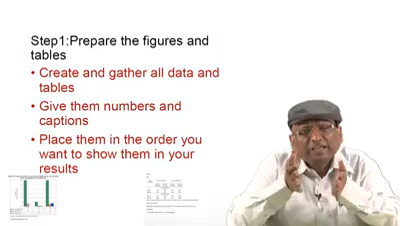 Step1;Prepare the figures and
tables
• Create and gather all data and
tables
• Give them numbers and
captions
• Place them in the order you
want to show them in your
results